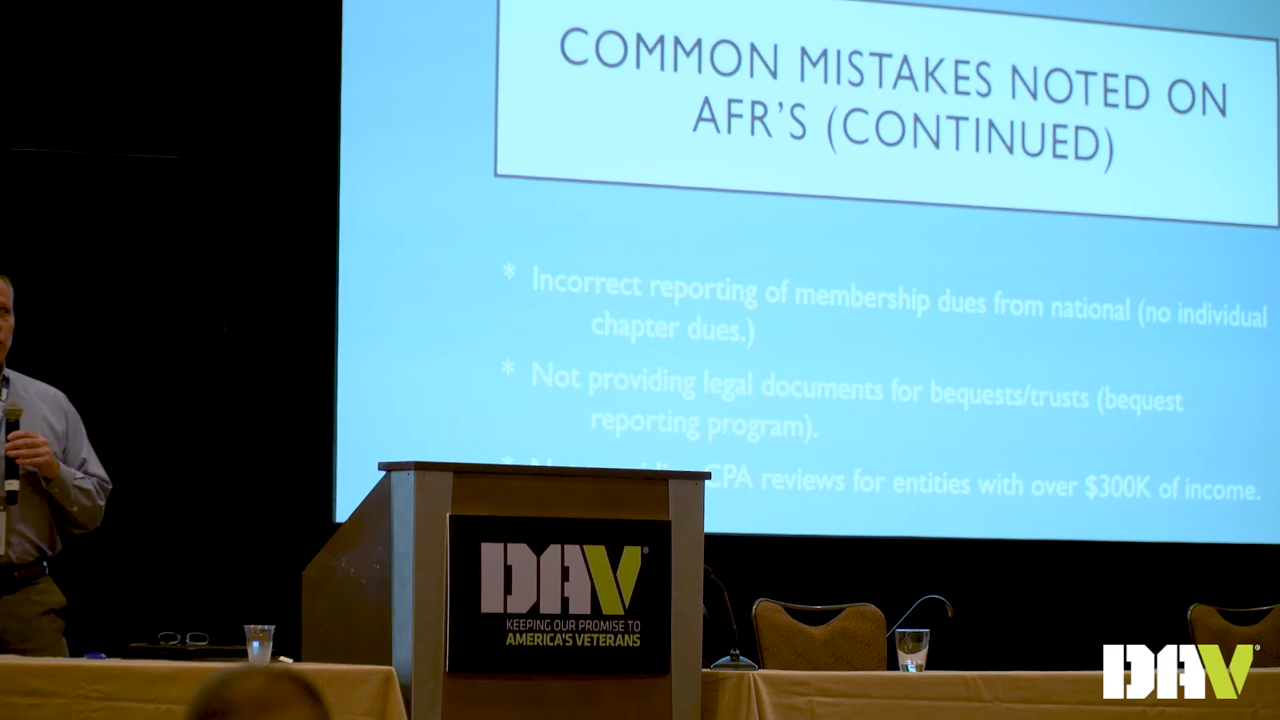 COMMON MISTAKES NOTED ON
AFR'S (CONTINUED)
* Incorrect reporting of membership dues from national (no individual
chapter dues.)
* Not providing legal documents for bequests/trusts (bequest
reporting program).
* CPA reviews for entities with over $300K of income.
DAV®
KEEPING OUR PROMISE TO
AMERICA'S VETERANS
DAV®